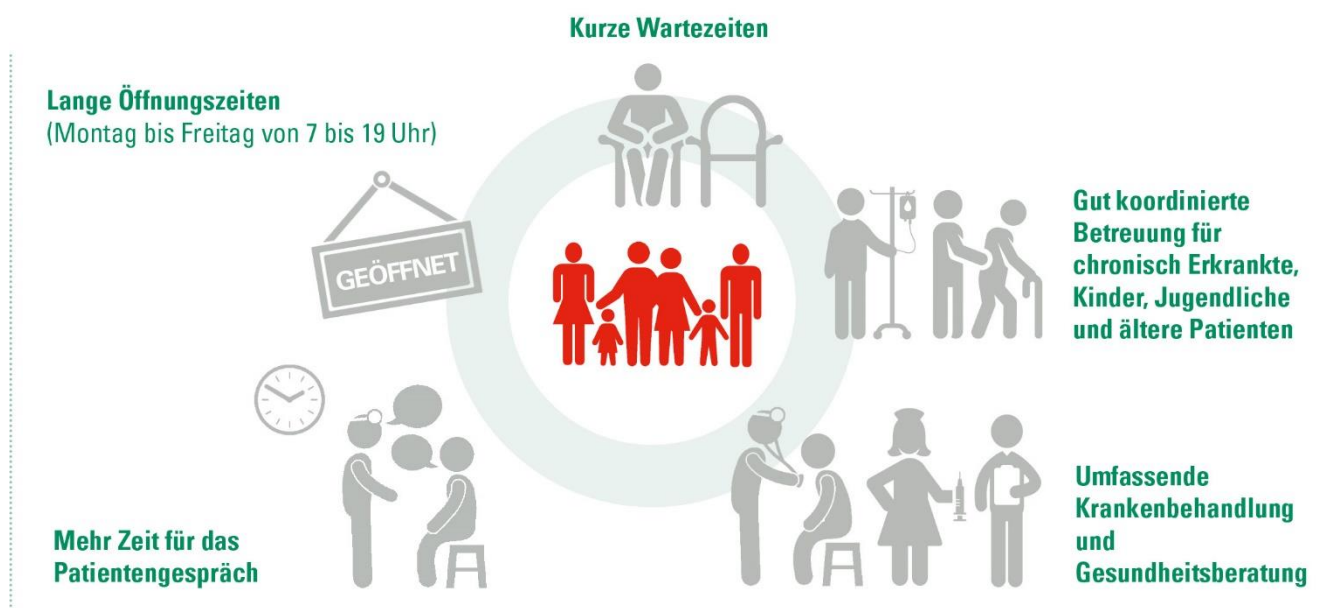 Kurze Wartezeiten
Lange Öffnungszeiten
(Montag bis Freitag von 7 bis 19 Uhr)
GEÖFFNET
Gut koordinierte
Betreuung für
chronisch Erkrankte,
Kinder, Jugendliche
und ältere Patienten
Mehr Zeit für das
Patientengespräch
Umfassende
Krankenbehandlung
und
Gesundheitsberatung